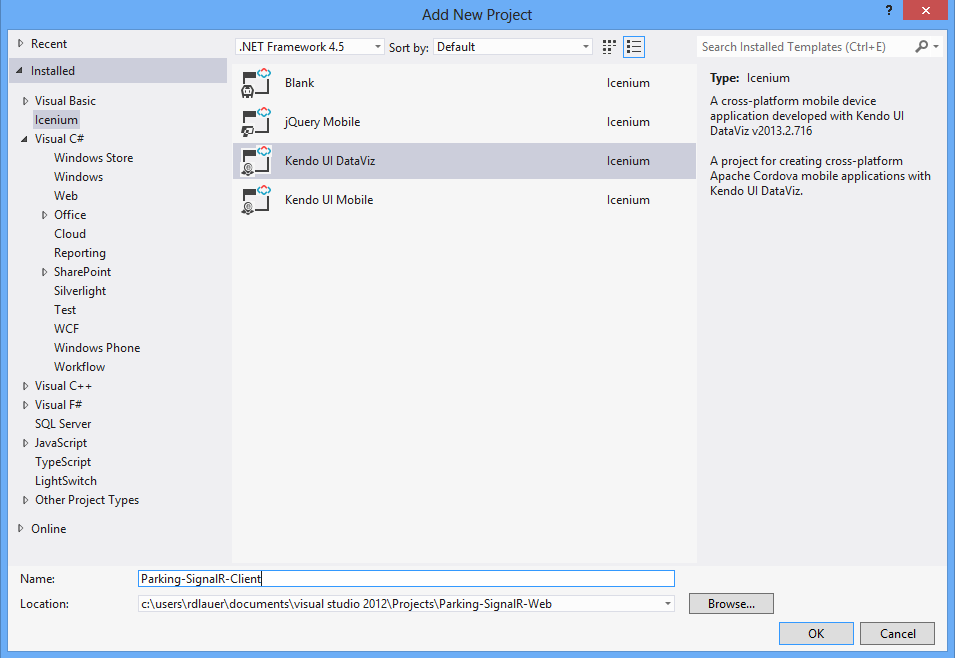 Add New Project
?
Recent
Installed
Visual Basic
Icenium
Visual C#
Windows Store
Windows
Web
Office
Cloud
Reporting
SharePoint
Silverlight
Test
WCF
Windows Phone
Workflow
Visual C++
Visual F#
SQL Server
JavaScript
TypeScript
LightSwitch
Other Project Types
Online
.NET Framework 4.5 Sort by: Default
Blank Icenium
jQuery Mobile Icenium
Kendo UI DataViz Icenium
Kendo UI Mobile Icenium
Search Installed Templates (Ctrl+E)
Type: Icenium
A cross-platform mobile device
application developed with Kendo UI
DataViz v2013.2.716
A project for creating cross-platform
Apache Cordova mobile applications with
Kendo UI DataViz.
Name: Parking-SignalR-Client
Location: c:\users\rdlauer\documents\visual studio 2012\Projects\Parking-SignalR-Web Browse...
OK Cancel